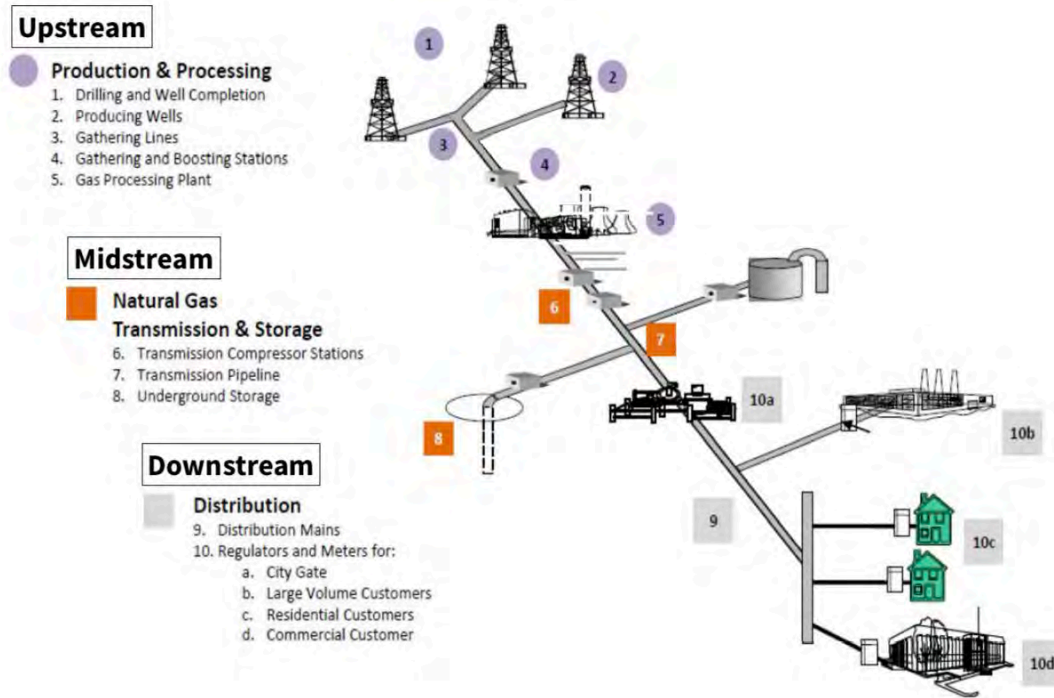 Upstream
Production & Processing
1. Drilling and Well Completion
2. Producing Wells
3. Gathering Lines
4. Gathering and Boosting Stations
5. Gas Processing Plant
Midstream
Natural Gas
Transmission & Storage
6. Transmission Compressor Stations
7. Transmission Pipeline
8. Underground Storage
Downstream
Distribution
9. Distribution Mains
10. Regulators and Meters for:
a. City Gate
b. Large Volume Customers
c. Residential Customers
d. Commercial Customer
1
2
3
4
5
6
7
8
10a
10b
9
10c
10d